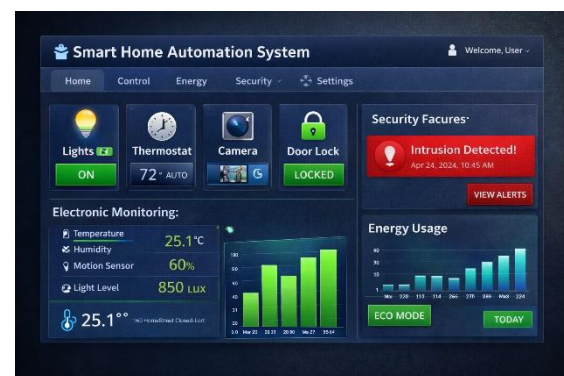 Smart Home Automation System
Welcome, User
Home Control Energy Security Settings
Lights
ON
Thermostat
72° AUTO
Camera
Door Lock
LOCKED
Security Facures
Intrusion Detected!
Apr 24, 2024, 10:45 AM
VIEW ALERTS
Electronic Monitoring:
Temperature 25.1°C
Humidity
Motion Sensor 60%
Light Level 850 LUX
25.1°°
Energy Usage
ECO MODE
TODAY